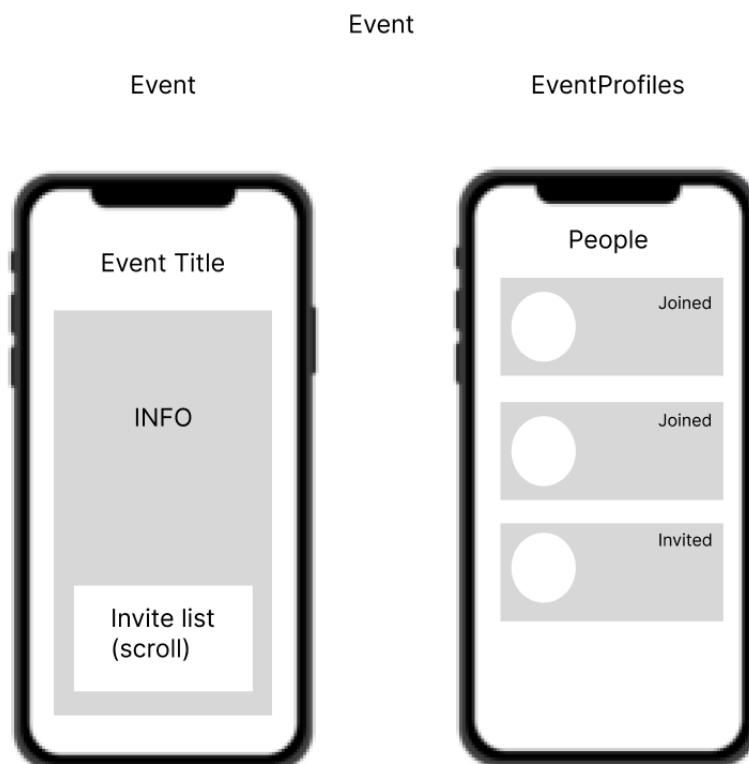 Event
Event
EventProfiles
Event Title
INFO
Invite list
(scroll)
People
Joined
Joined
Invited